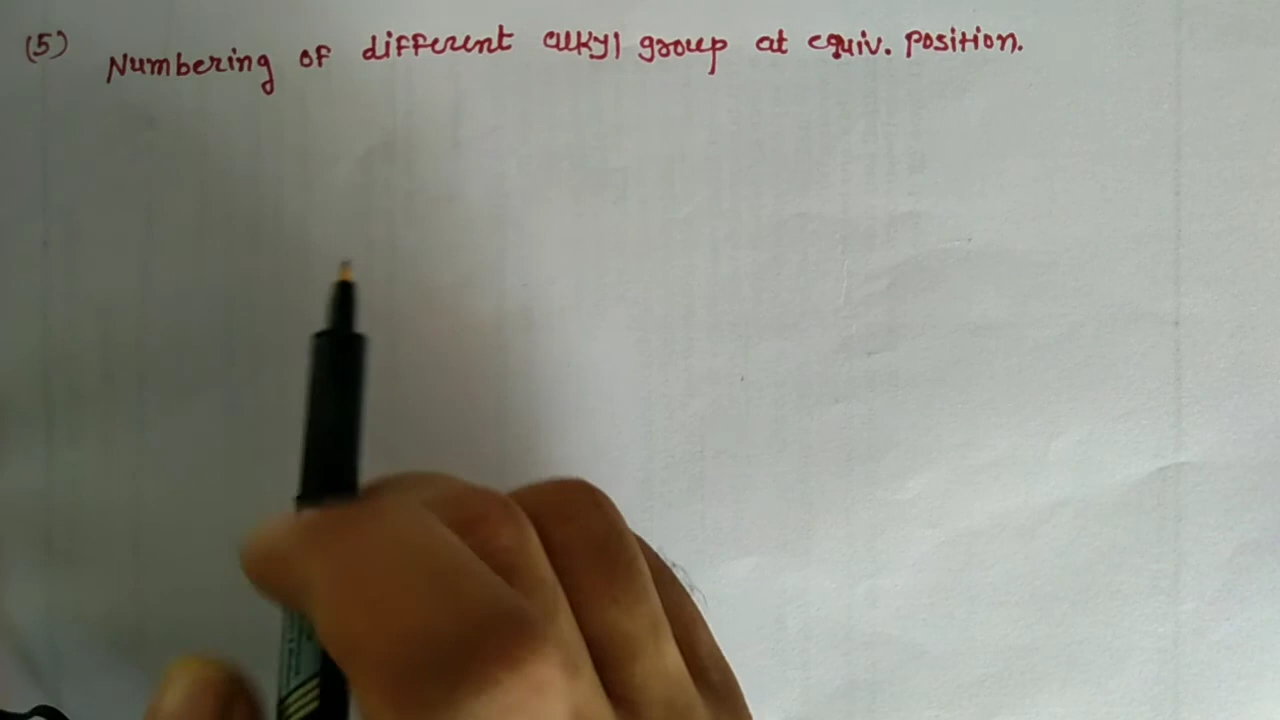 (5) Numbering of different alkyl group at equiv. position.